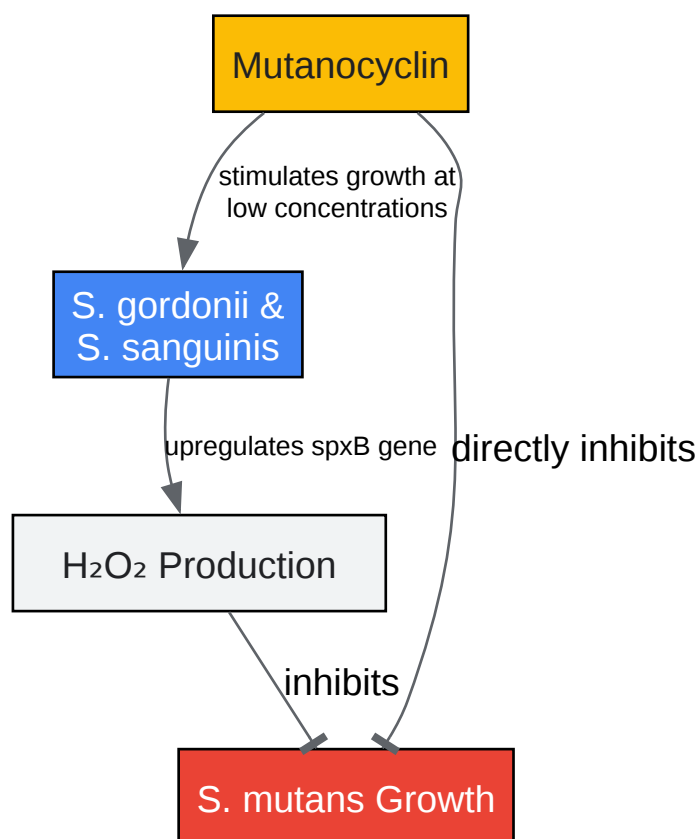 Mutanocyclin
stimulates growth at
low concentrations
S. gordonii &
S. sanguinis
upregulates spxB gene
directly inhibits
H₂O₂ Production
inhibits
S. mutans Growth